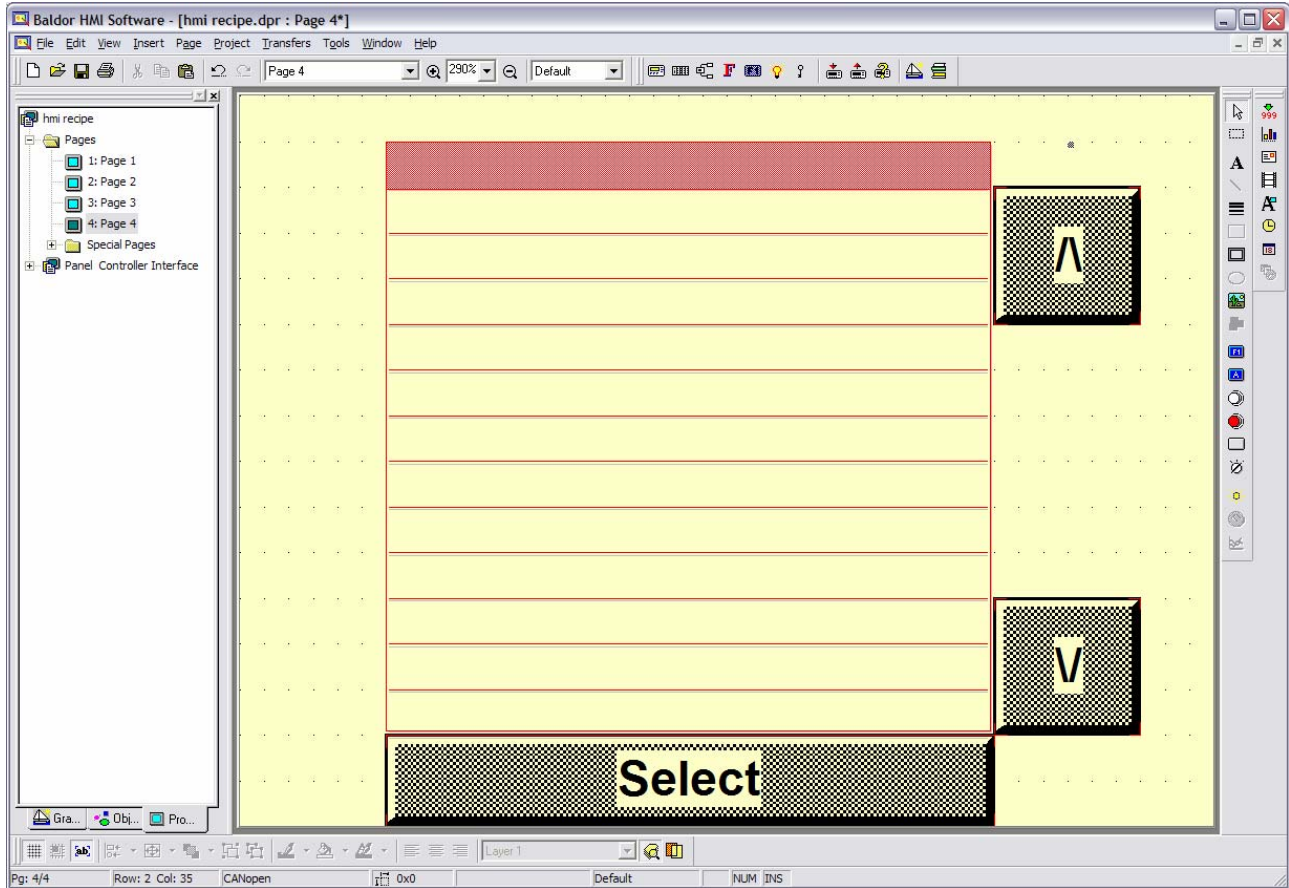 Baldor HMI Software - [hmi recipe.dpr : Page 4*]
File Edit View Insert Page Project Transfers Tools Window Help
Page 4 290% Default
hmi recipe
Pages
1: Page 1
2: Page 2
3: Page 3
4: Page 4
Special Pages
Panel Controller Interface
/\
\/
Select
Gra... Obj... Pro...
Layer 1
Pg: 4/4 Row: 2 Col: 35 CANopen 0x0 Default NUM INS